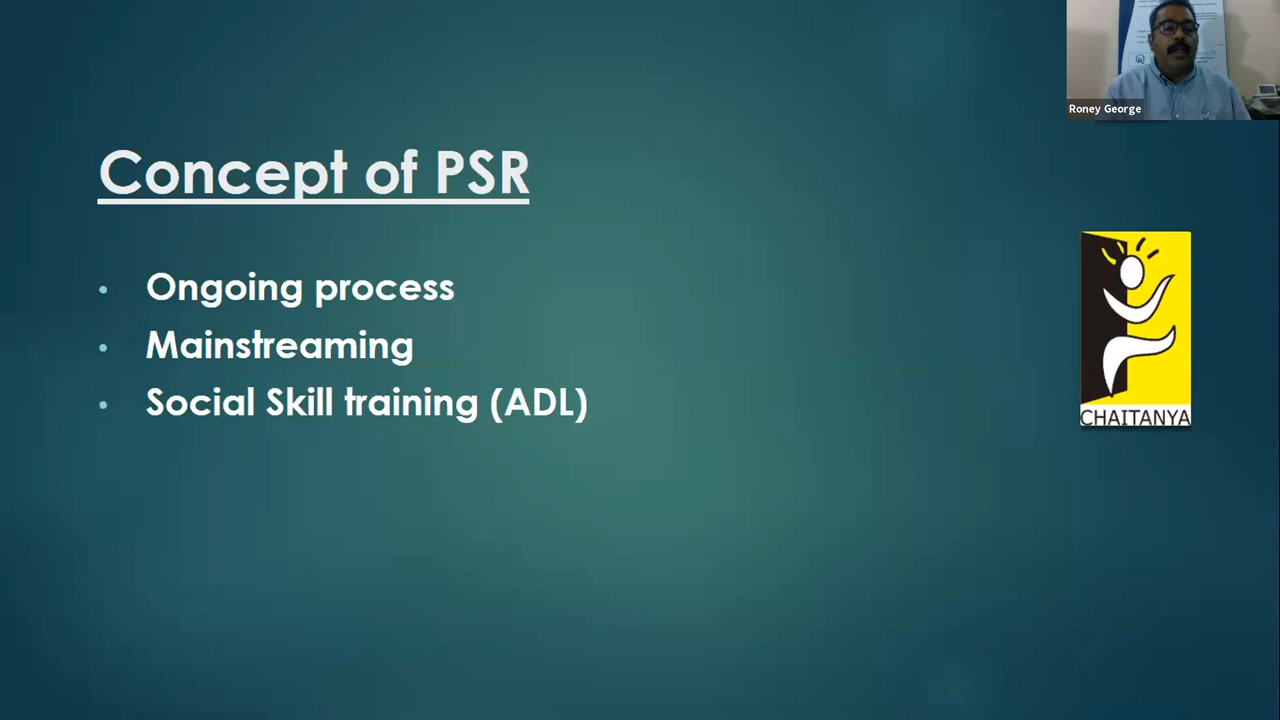 Roney George
Concept of PSR
• Ongoing process
• Mainstreaming
• Social Skill training (ADL)
CHAITANYA